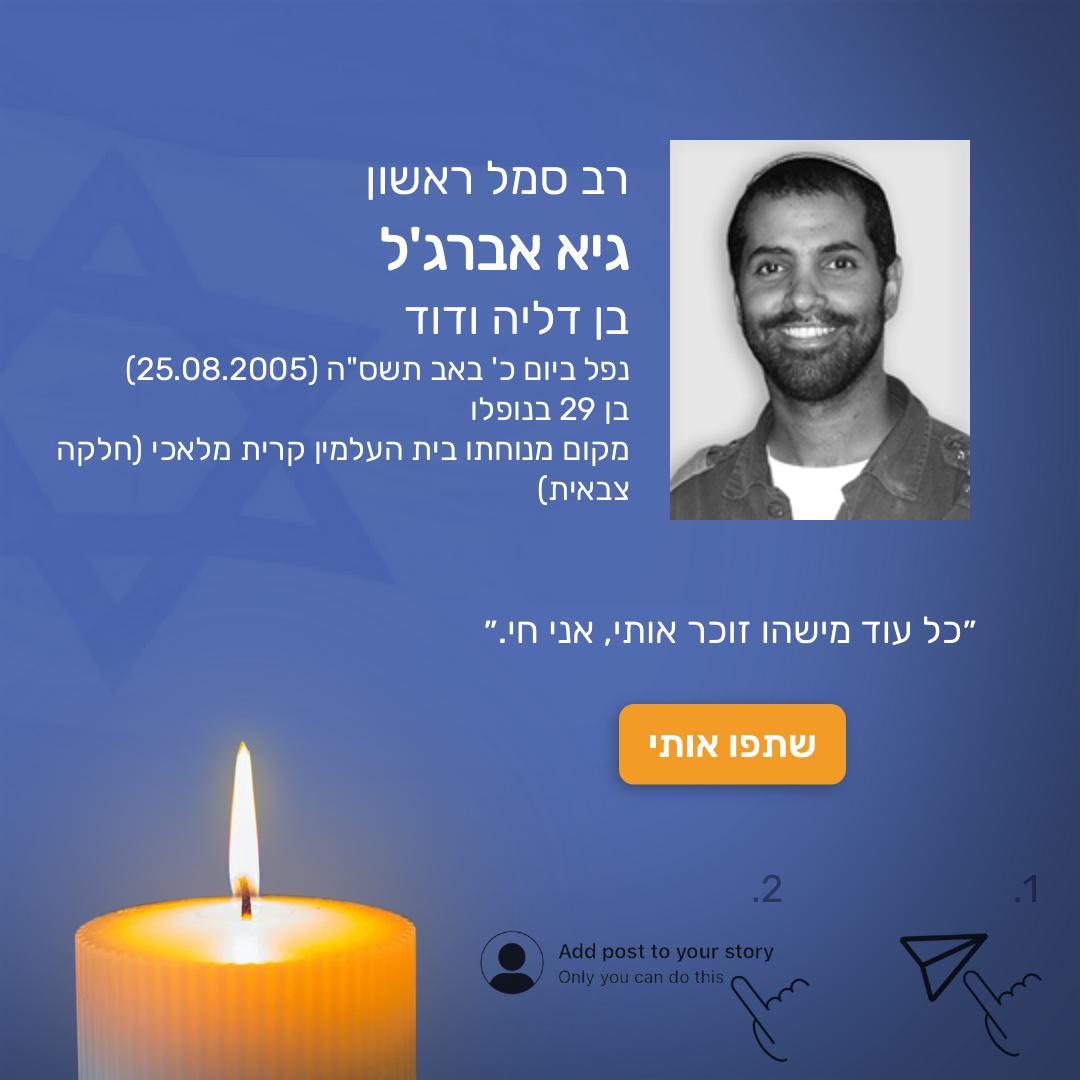 רב סמל ראשון
גיא אברג'ל
בן דליה ודוד
נפל ביום כ' באב תשס"ה (25.08.2005)
בן 29 בנופלו
מקום מנוחתו בית העלמין קרית מלאכי (חלקה
צבאית)
״כל עוד מישהו זוכר אותי, אני חי.״
שתפו אותי
1.
2.
Add post to your story
Only you can do this